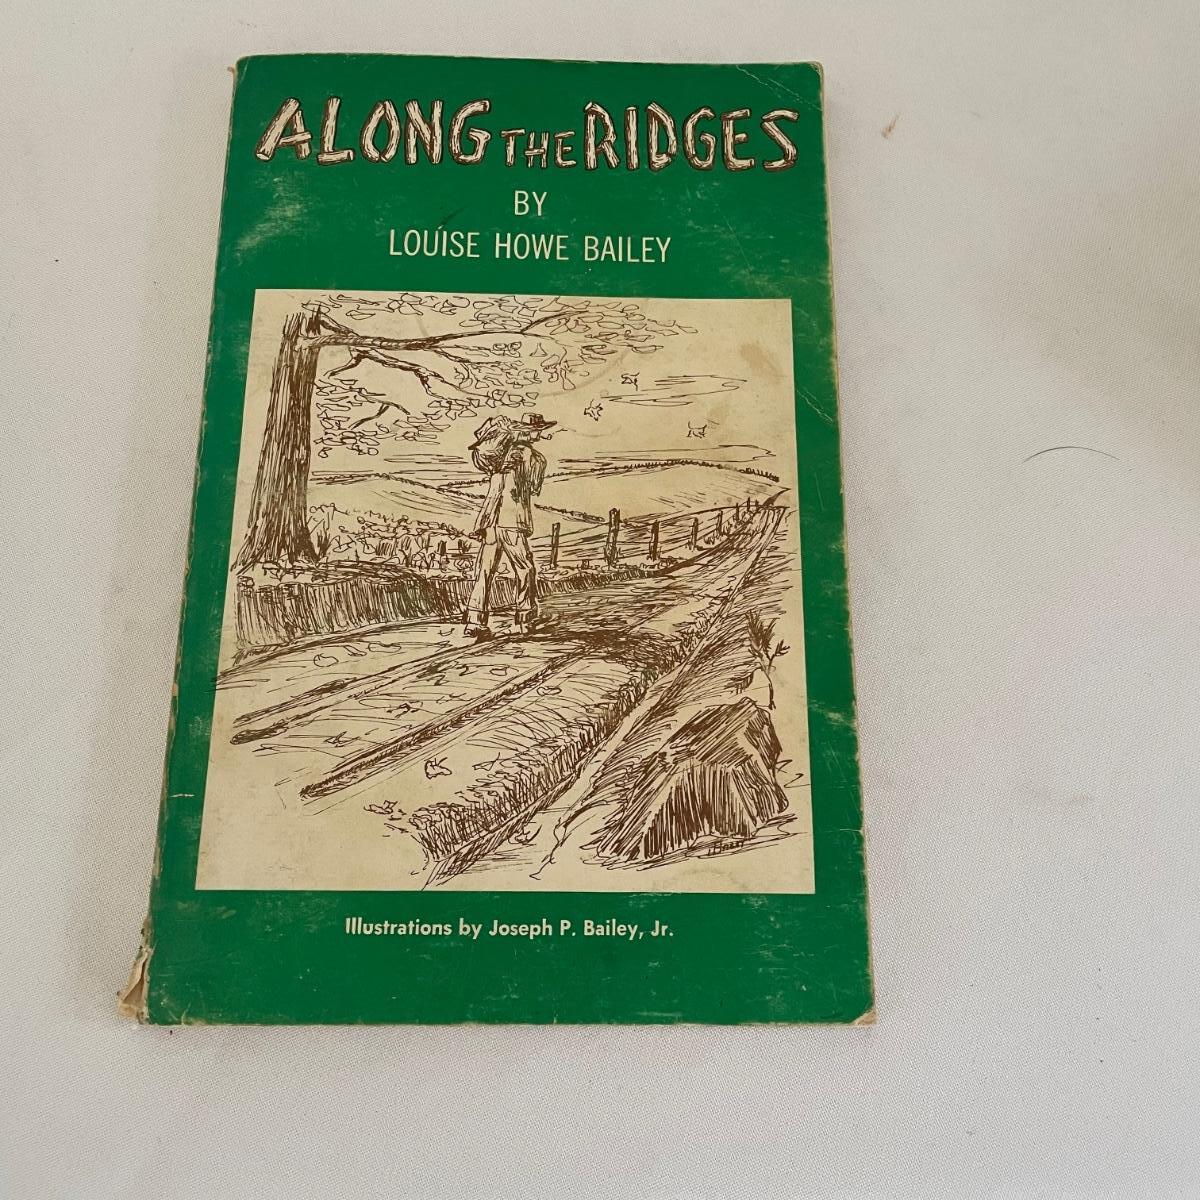 ALONG THE RIDGES
BY
LOUISE HOWE BAILEY
Illustrations by Joseph P. Bailey, Jr.